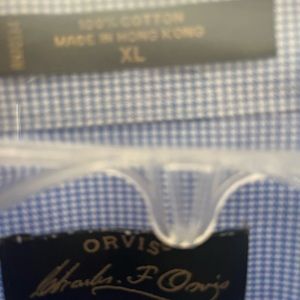 100% COTTON
MADE IN HONG KONG
XL
ORVIS
Charles F. Orvis